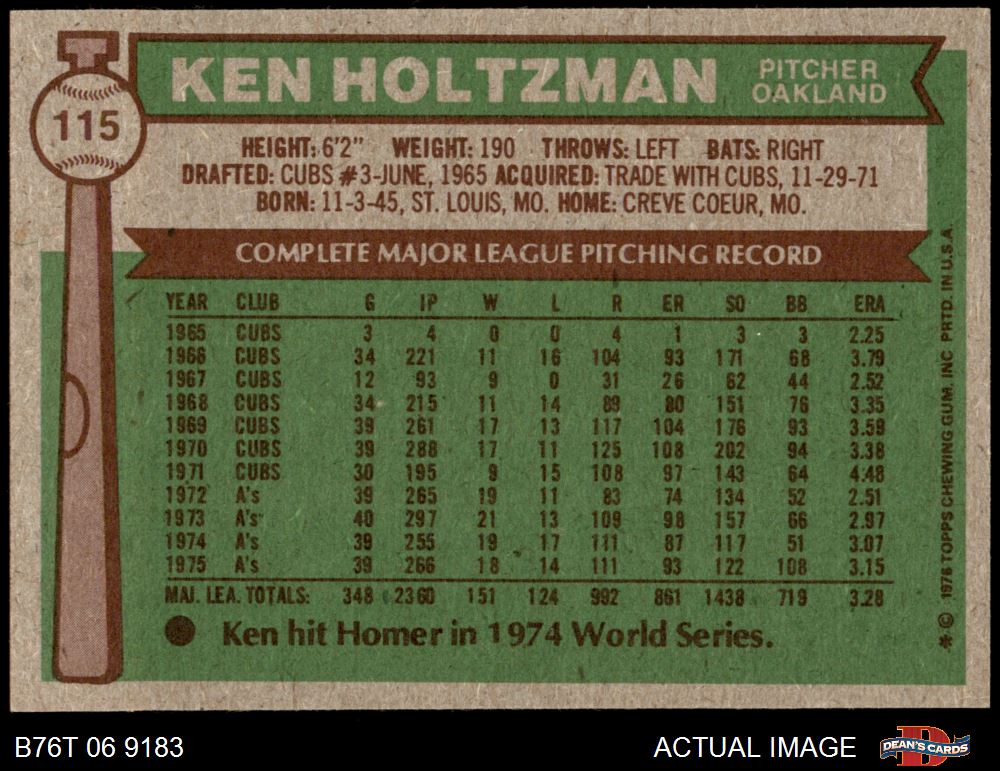 115
KEN HOLTZMAN
PITCHER
OAKLAND
HEIGHT: 6'2" WEIGHT: 190 THROWS: LEFT BATS: RIGHT
DRAFTED: CUBS #3-JUNE, 1965 ACQUIRED: TRADE WITH CUBS, 11-29-71
BORN: 11-3-45, ST. LOUIS, MO. HOME: CREVE COEUR, MO.
COMPLETE MAJOR LEAGUE PITCHING RECORD
YEAR CLUB G IP W L R ER SO BB ERA
1965 CUBS 3 4 0 0 4 1 3 3 2.25
1966 CUBS 34 221 11 16 104 93 171 68 3.79
1967 CUBS 12 93 9 0 31 26 62 44 2.52
1968 CUBS 34 215 11 14 89 80 151 76 3.35
1969 CUBS 39 261 17 13 117 104 176 93 3.59
1970 CUBS 39 288 17 11 125 108 202 94 3.38
1971 CUBS 30 195 9 15 108 97 143 64 4.48
1972 A's 39 265 19 11 83 74 134 52 2.51
1973 A's 40 297 21 13 109 98 157 66 2.97
1974 A's 39 255 19 17 111 87 117 51 3.07
1975 A's 39 266 18 14 111 93 122 108 3.15
MAJ. LEA. TOTALS: 348 2360 151 124 992 861 1438 719 3.28
Ken hit Homer in 1974 World Series.
* © 1976 TOPPS CHEWING GUM, INC. PRTD. IN U.S.A.
B76T 06 9183
ACTUAL IMAGE
DEAN'S CARDS